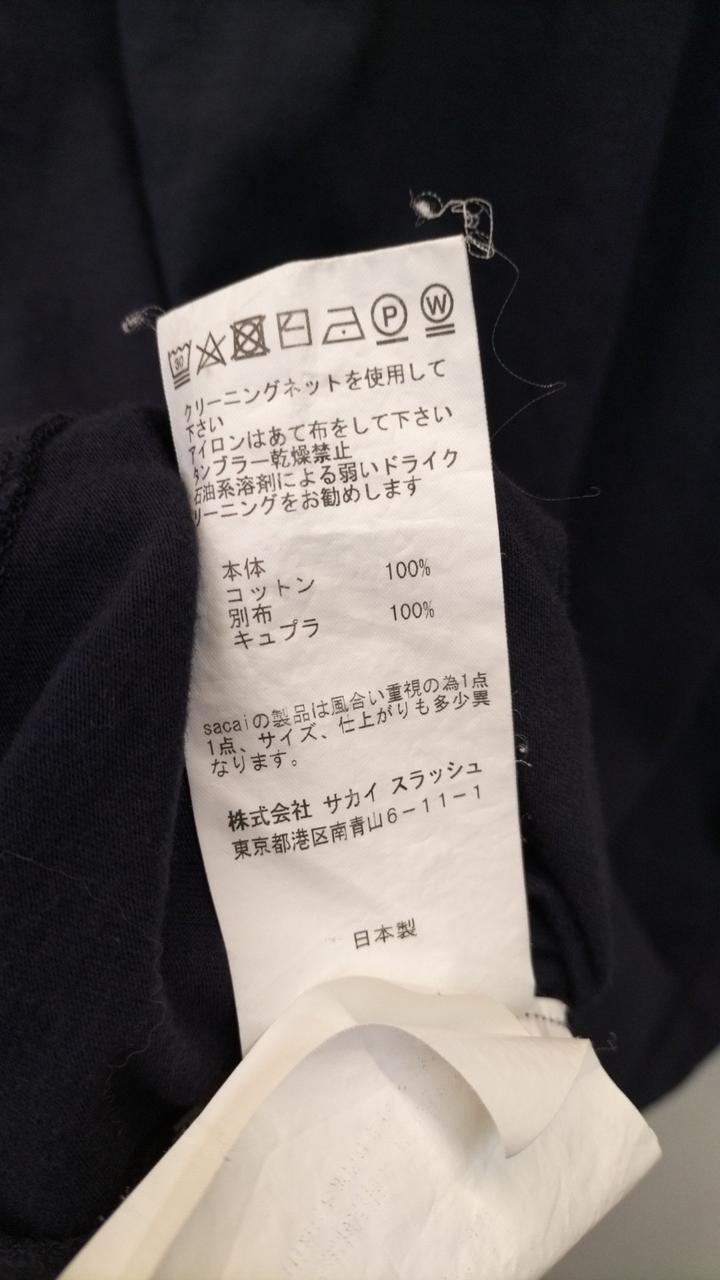 30
P
W
クリーニングネットを使用して
下さい
アイロンはあて布をして下さい
タンブラー乾燥禁止
石油系溶剤による弱いドライク
リーニングをお勧めします
本体
コットン 100%
別布
キュプラ 100%
sacaiの製品は風合い重視の為1点
1点、サイズ、仕上がりも多少異
なります。
株式会社 サカイ スラッシュ
東京都港区南青山6-11-1
日本製